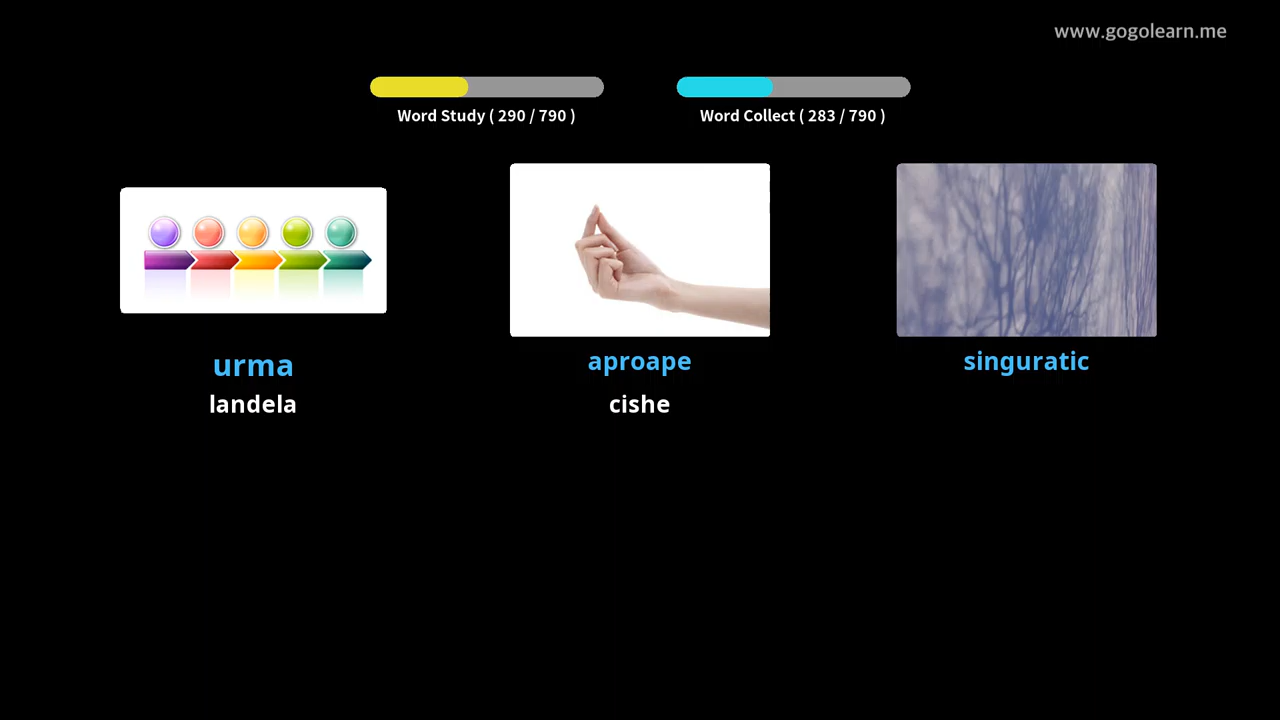 www.gogolearn.me
Word Study ( 290 / 790 )
Word Collect ( 283 / 790 )
urma
landela
aproape
cishe
singuratic